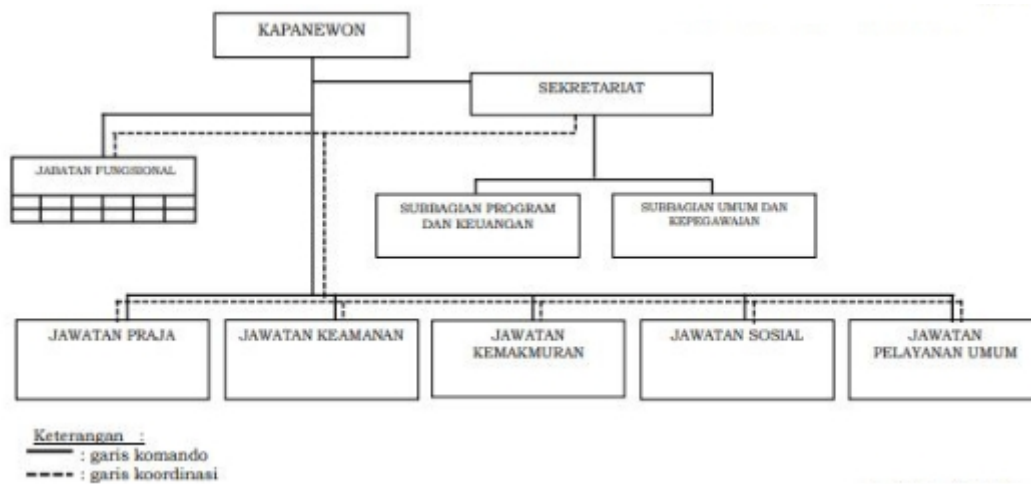 KAPANEWON
SEKRETARIAT
JABATAN FUNGSIONAL
SUBBAGIAN PROGRAM
DAN KEUANGAN
SUBBAGIAN UMUM DAN
KEPEGAWAIAN
JAWATAN PRAJA
JAWATAN KEAMANAN
JAWATAN
KEMAKMURAN
JAWATAN SOSIAL
JAWATAN
PELAYANAN UMUM
Keterangan :
: garis komando
: garis koordinasi